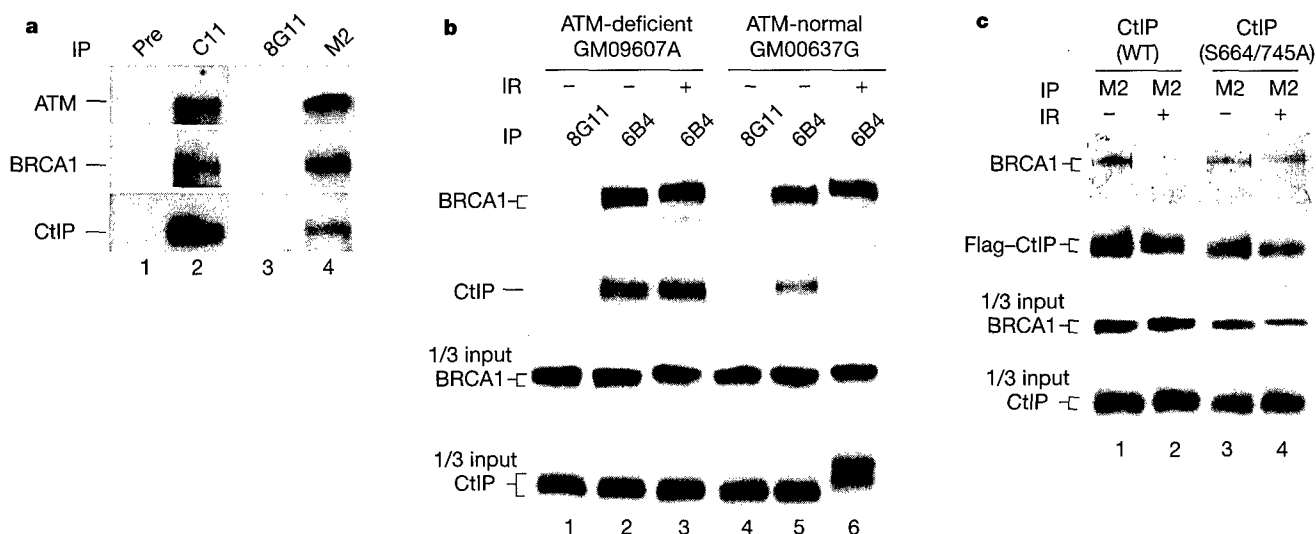 a
IP Pre C11 8G11 M2
ATM
BRCA1
CtIP
1 2 3 4
b
ATM-deficient ATM-normal
GM09607A GM00637G
IR – – + – – +
IP 8G11 6B4 6B4 8G11 6B4 6B4
BRCA1
CtIP
1/3 input
BRCA1
1/3 input
CtIP
1 2 3 4 5 6
c
CtIP CtIP
(WT) (S664/745A)
IP M2 M2 M2 M2
IR – + – +
BRCA1
Flag–CtIP
1/3 input
BRCA1
1/3 input
CtIP
1 2 3 4